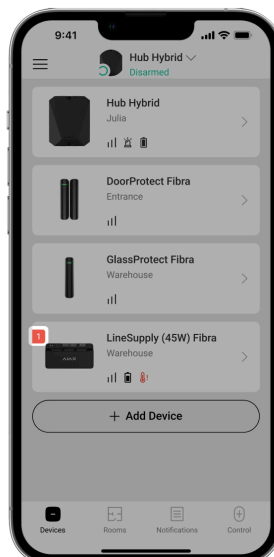 9:41
Hub Hybrid
Disarmed
Hub Hybrid
Julia
DoorProtect Fibra
Entrance
GlassProtect Fibra
Warehouse
1
LineSupply (45W) Fibra
Warehouse
AJAX
+ Add Device
Devices
Rooms
Notifications
Control